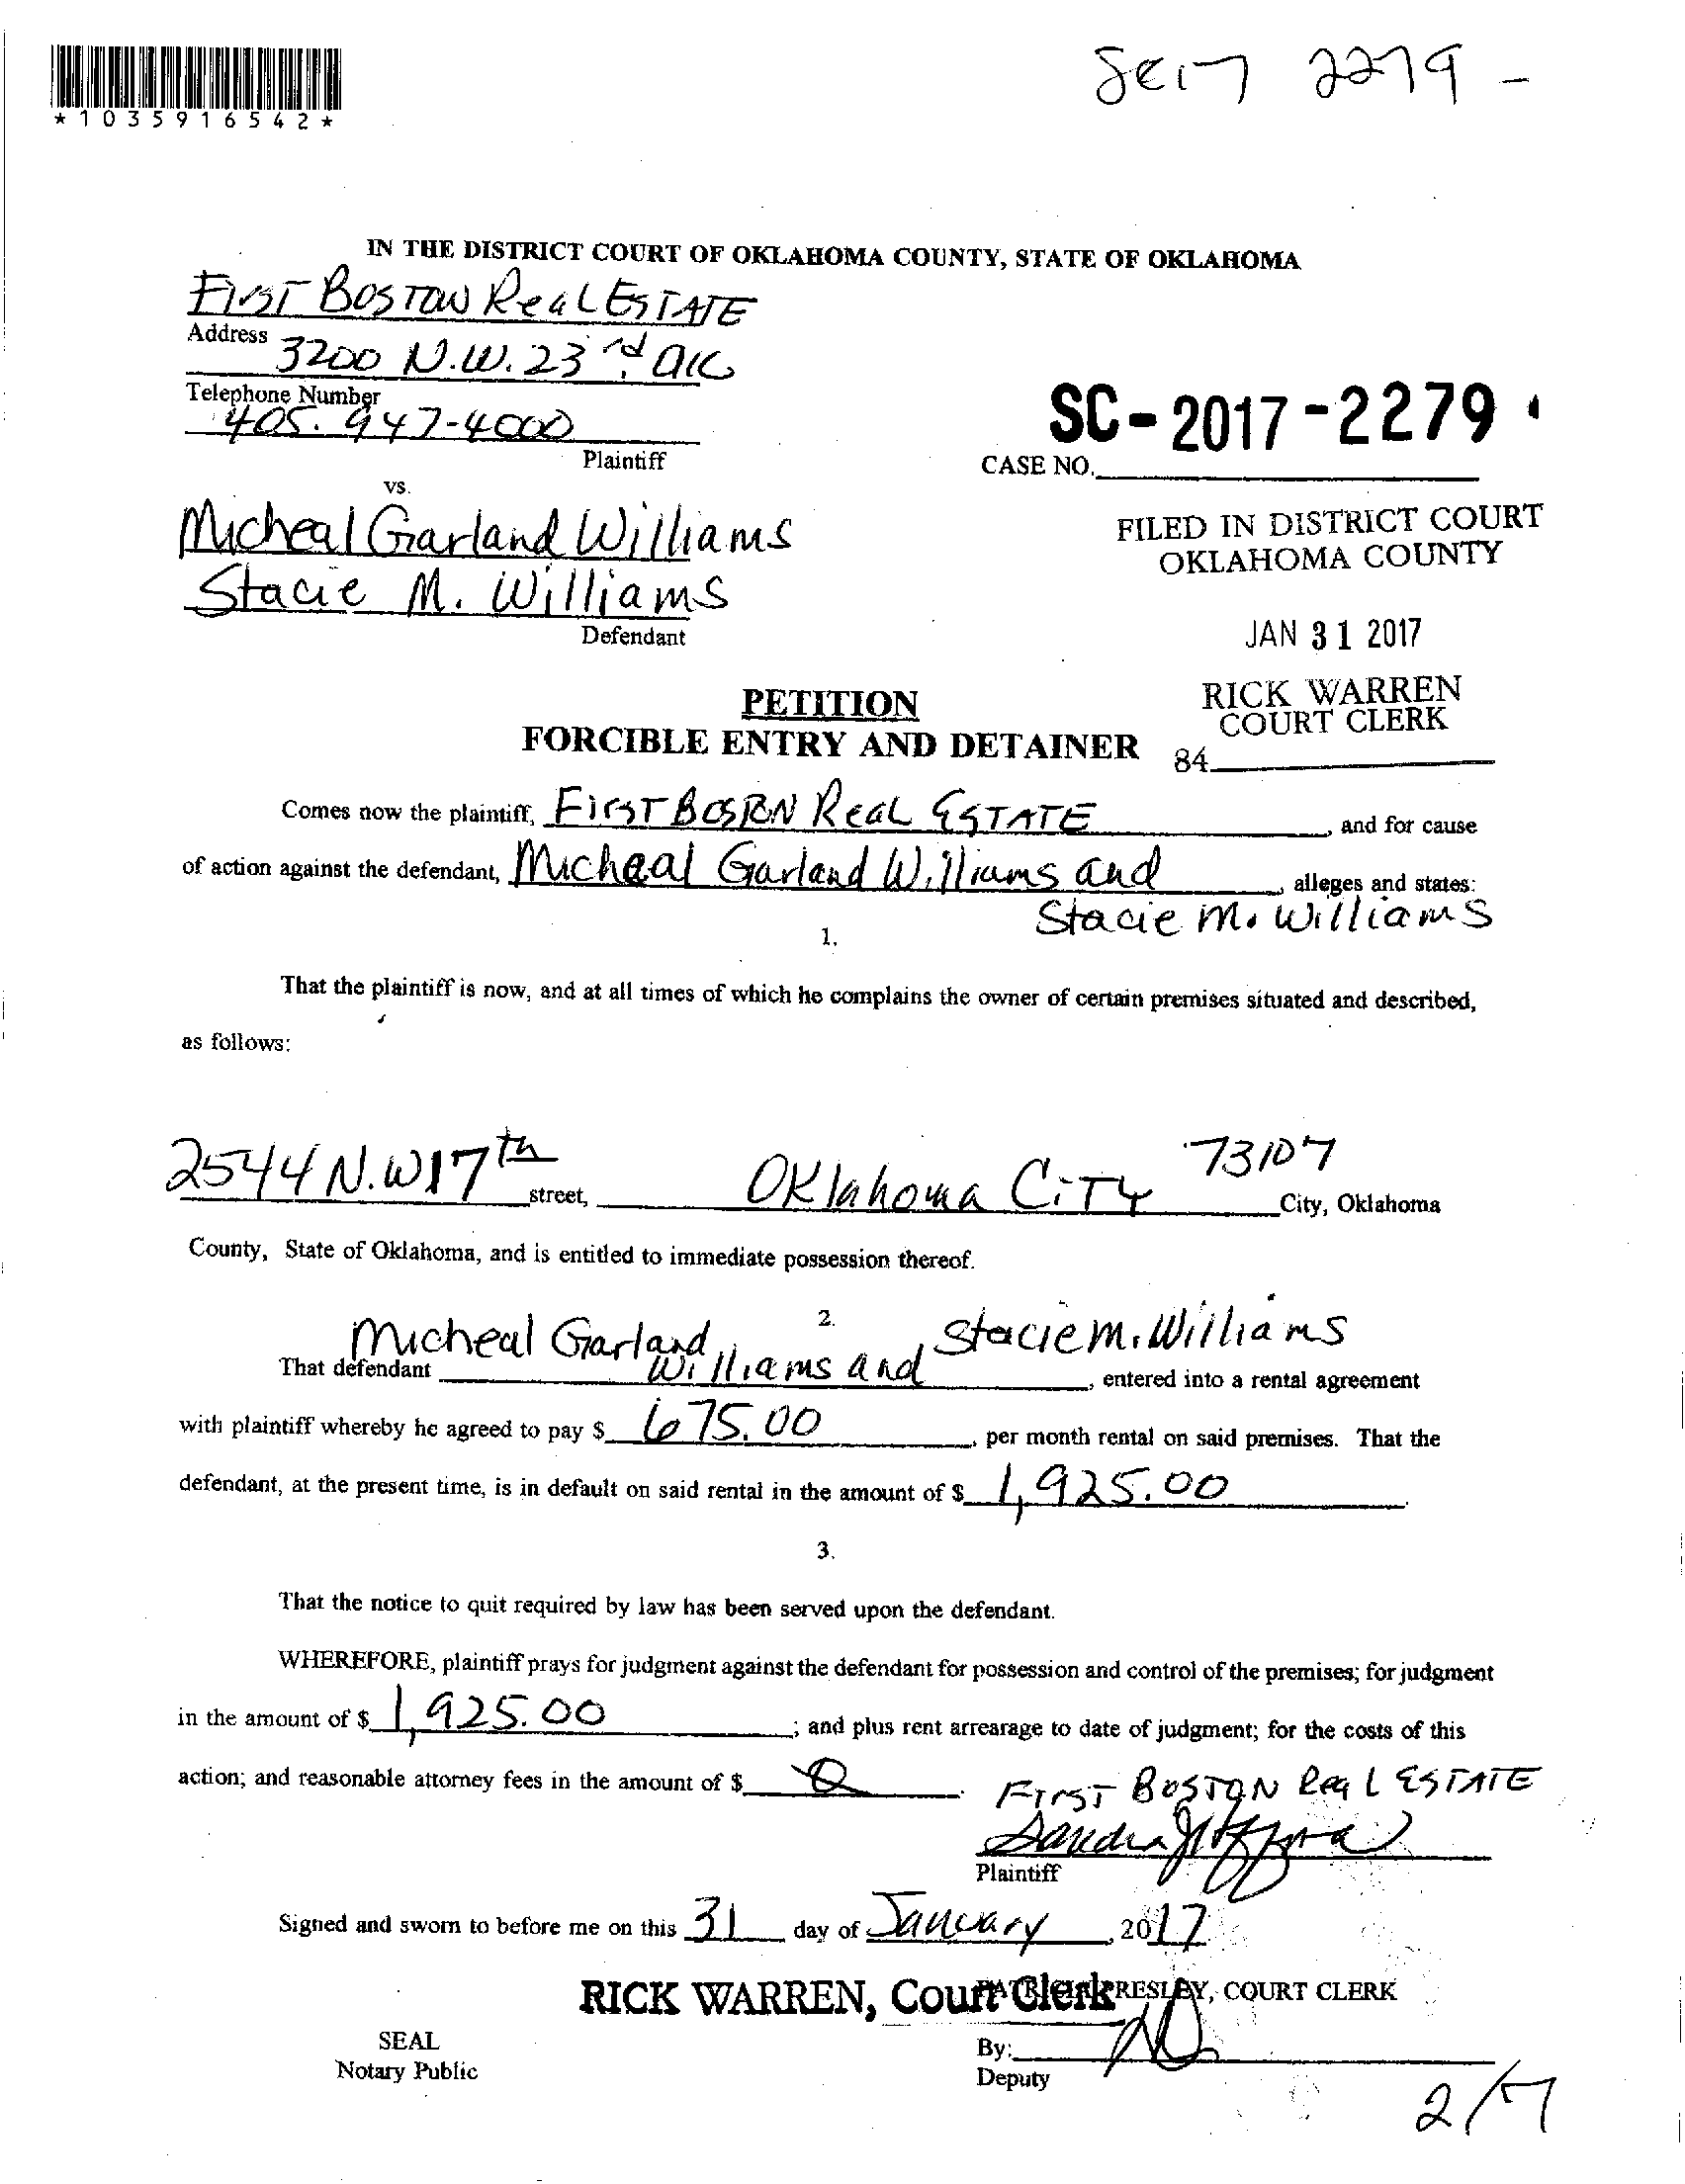 *1035916542*
SC17 2279 -
IN THE DISTRICT COURT OF OKLAHOMA COUNTY, STATE OF OKLAHOMA
FIRST BOSTON ReaL ESTATE
Address 3200 N.W. 23rd. OKC
Telephone Number
405. 947-4000
Plaintiff
SC-2017-2279
CASE NO.
vs.
Micheal Garland Williams
Stacie M. Williams
Defendant
FILED IN DISTRICT COURT
OKLAHOMA COUNTY
JAN 31 2017
RICK WARREN
COURT CLERK
84
PETITION
FORCIBLE ENTRY AND DETAINER
Comes now the plaintiff, FIRST BOSTON ReaL ESTATE, and for cause
of action against the defendant, Micheal Garland Williams and, alleges and states:
Stacie M. Williams
1.
That the plaintiff is now, and at all times of which he complains the owner of certain premises situated and described,
as follows:
2544 N.W 17th street, OKlahoma CiTY 73107 City, Oklahoma
County, State of Oklahoma, and is entitled to immediate possession thereof.
2.
That defendant Micheal Garland Williams and Stacie M. Williams, entered into a rental agreement
with plaintiff whereby he agreed to pay $ 675.00, per month rental on said premises. That the
defendant, at the present time, is in default on said rental in the amount of $ 1,925.00.
3.
That the notice to quit required by law has been served upon the defendant.
WHEREFORE, plaintiff prays for judgment against the defendant for possession and control of the premises; for judgment
in the amount of $ 1,925.00; and plus rent arrearage to date of judgment; for the costs of this
action; and reasonable attorney fees in the amount of $ 0.
FIRST BOSTON ReaL ESTATE
Sandra
Plaintiff
Signed and sworn to before me on this 31 day of January, 2017
RICK WARREN, Court Clerk
PATRICIA PRESLEY, COURT CLERK
SEAL
Notary Public
By:
Deputy
2/7